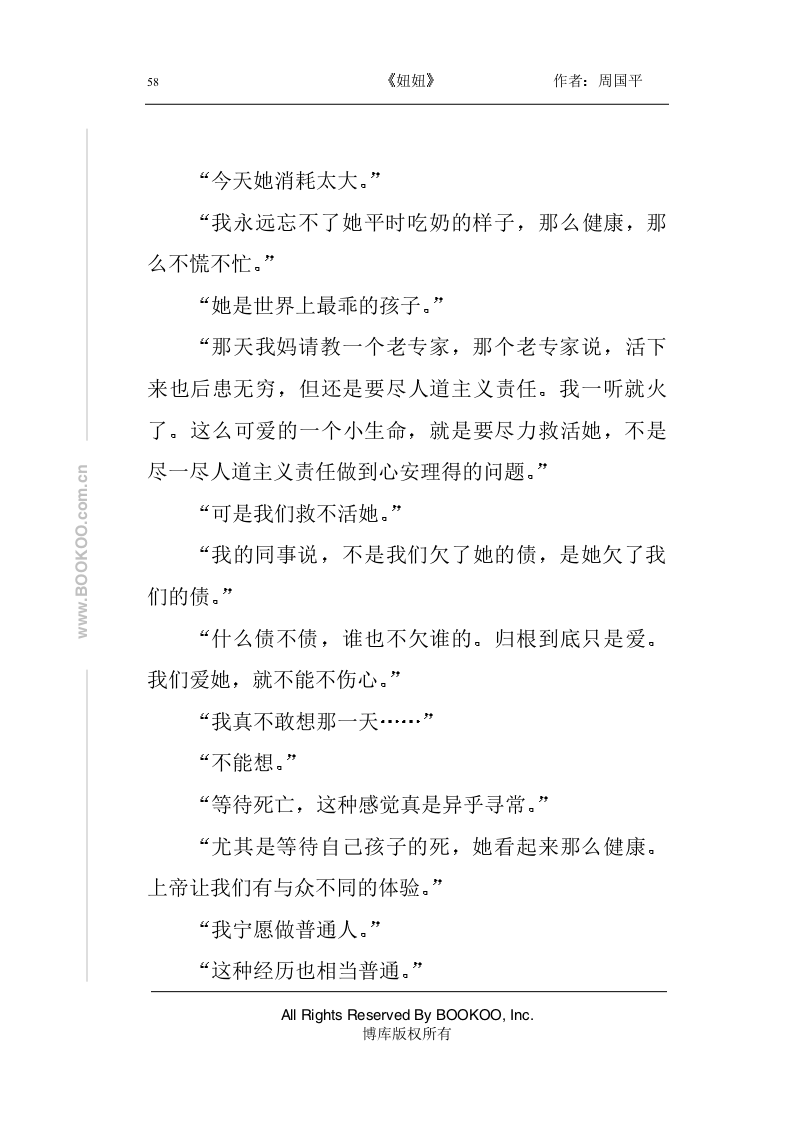 58 《妞妞》 作者：周国平
“今天她消耗太大。”
“我永远忘不了她平时吃奶的样子，那么健康，那
么不慌不忙。”
“她是世界上最乖的孩子。”
“那天我妈请教一个老专家，那个老专家说，活下
来也后患无穷，但还是要尽人道主义责任。我一听就火
了。这么可爱的一个小生命，就是要尽力救活她，不是
尽一尽人道主义责任做到心安理得的问题。”
“可是我们救不活她。”
“我的同事说，不是我们欠了她的债，是她欠了我
们的债。”
“什么债不债，谁也不欠谁的。归根到底只是爱。
我们爱她，就不能不伤心。”
“我真不敢想那一天……”
“不能想。”
“等待死亡，这种感觉真是异乎寻常。”
“尤其是等待自己孩子的死，她看起来那么健康。
上帝让我们有与众不同的体验。”
“我宁愿做普通人。”
“这种经历也相当普通。”
www.BOOKOO.com.cn
All Rights Reserved By BOOKOO, Inc.
博库版权所有